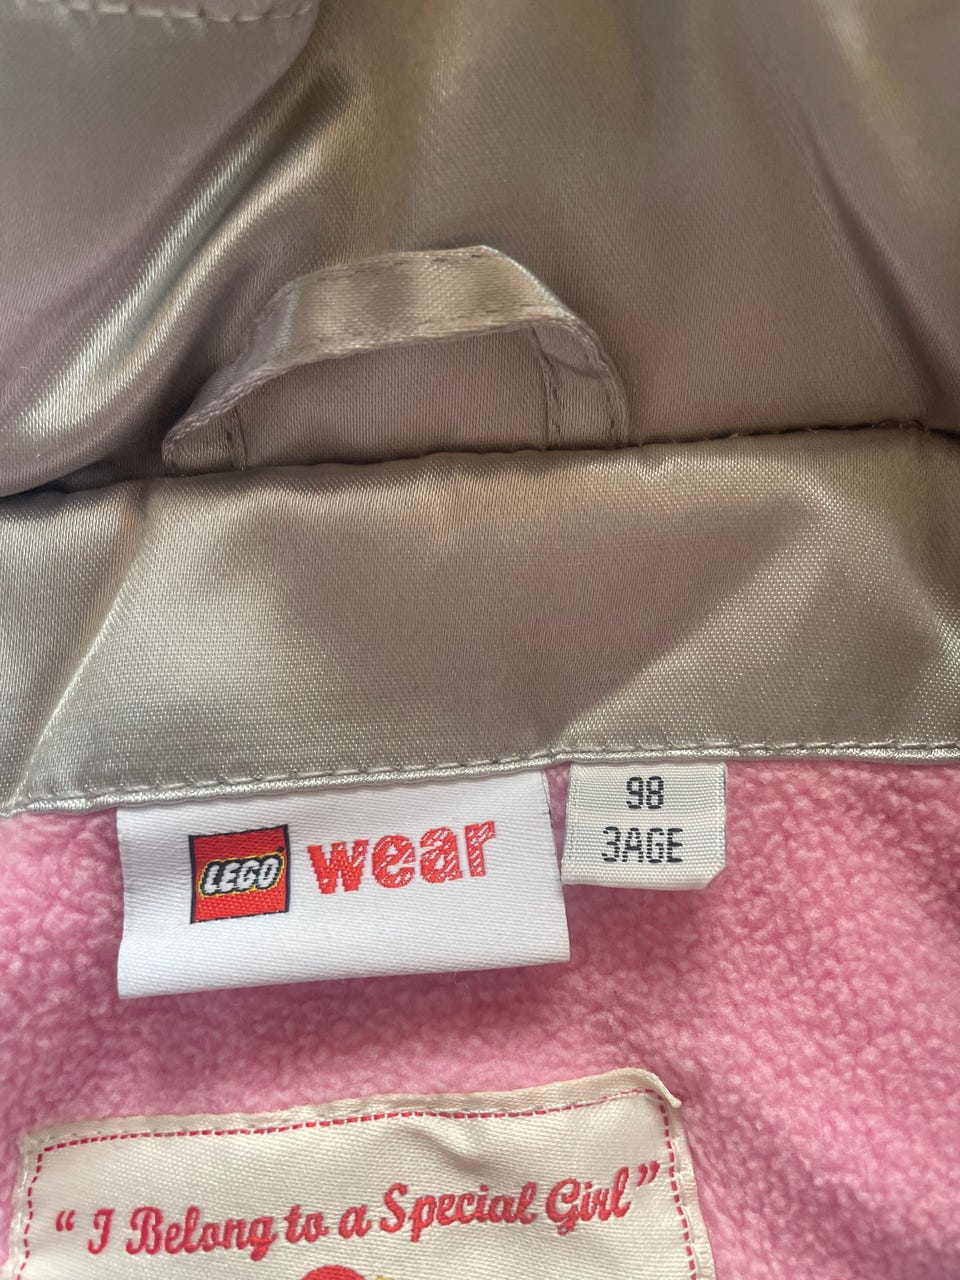 LEGO wear
98
3AGE
“I Belong to a Special Girl”